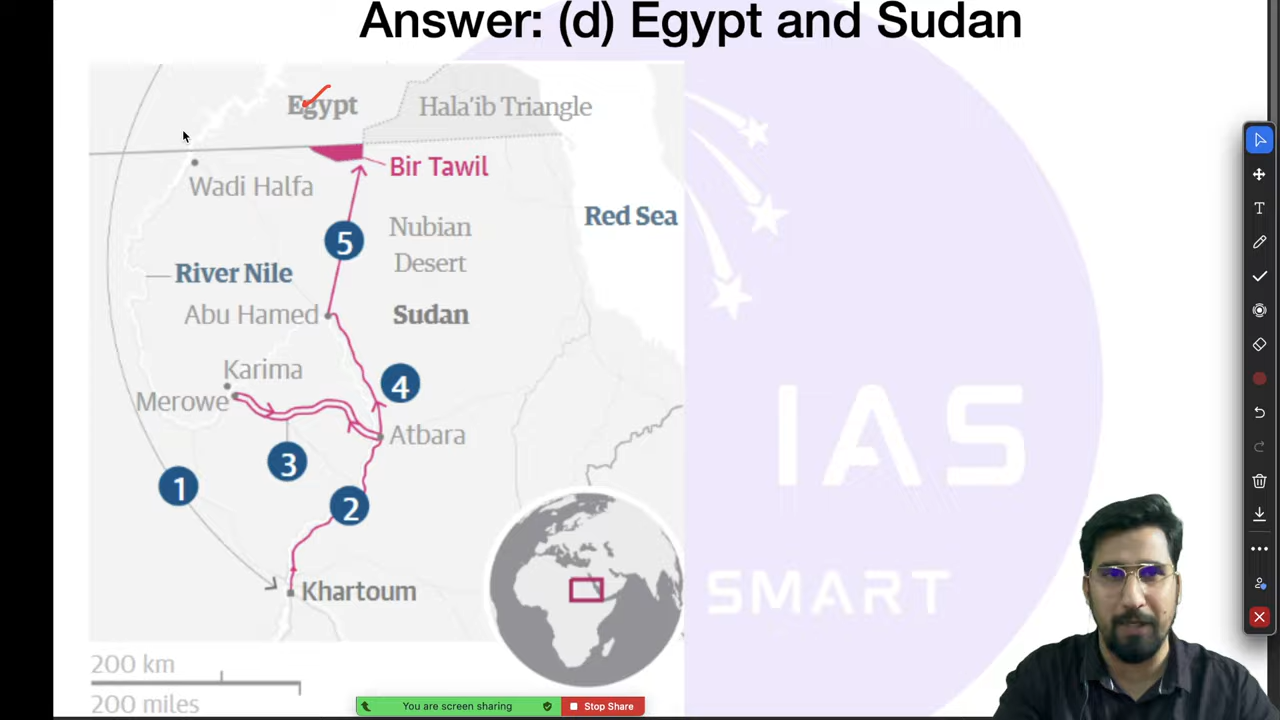 Answer: (d) Egypt and Sudan
Egypt
Hala'ib Triangle
Bir Tawil
Wadi Halfa
Red Sea
Nubian
Desert
5
River Nile
Abu Hamed
Sudan
Karima
4
Merowe
Atbara
3
1
2
Khartoum
IAS
SMART
200 km
200 miles
You are screen sharing
Stop Share
T